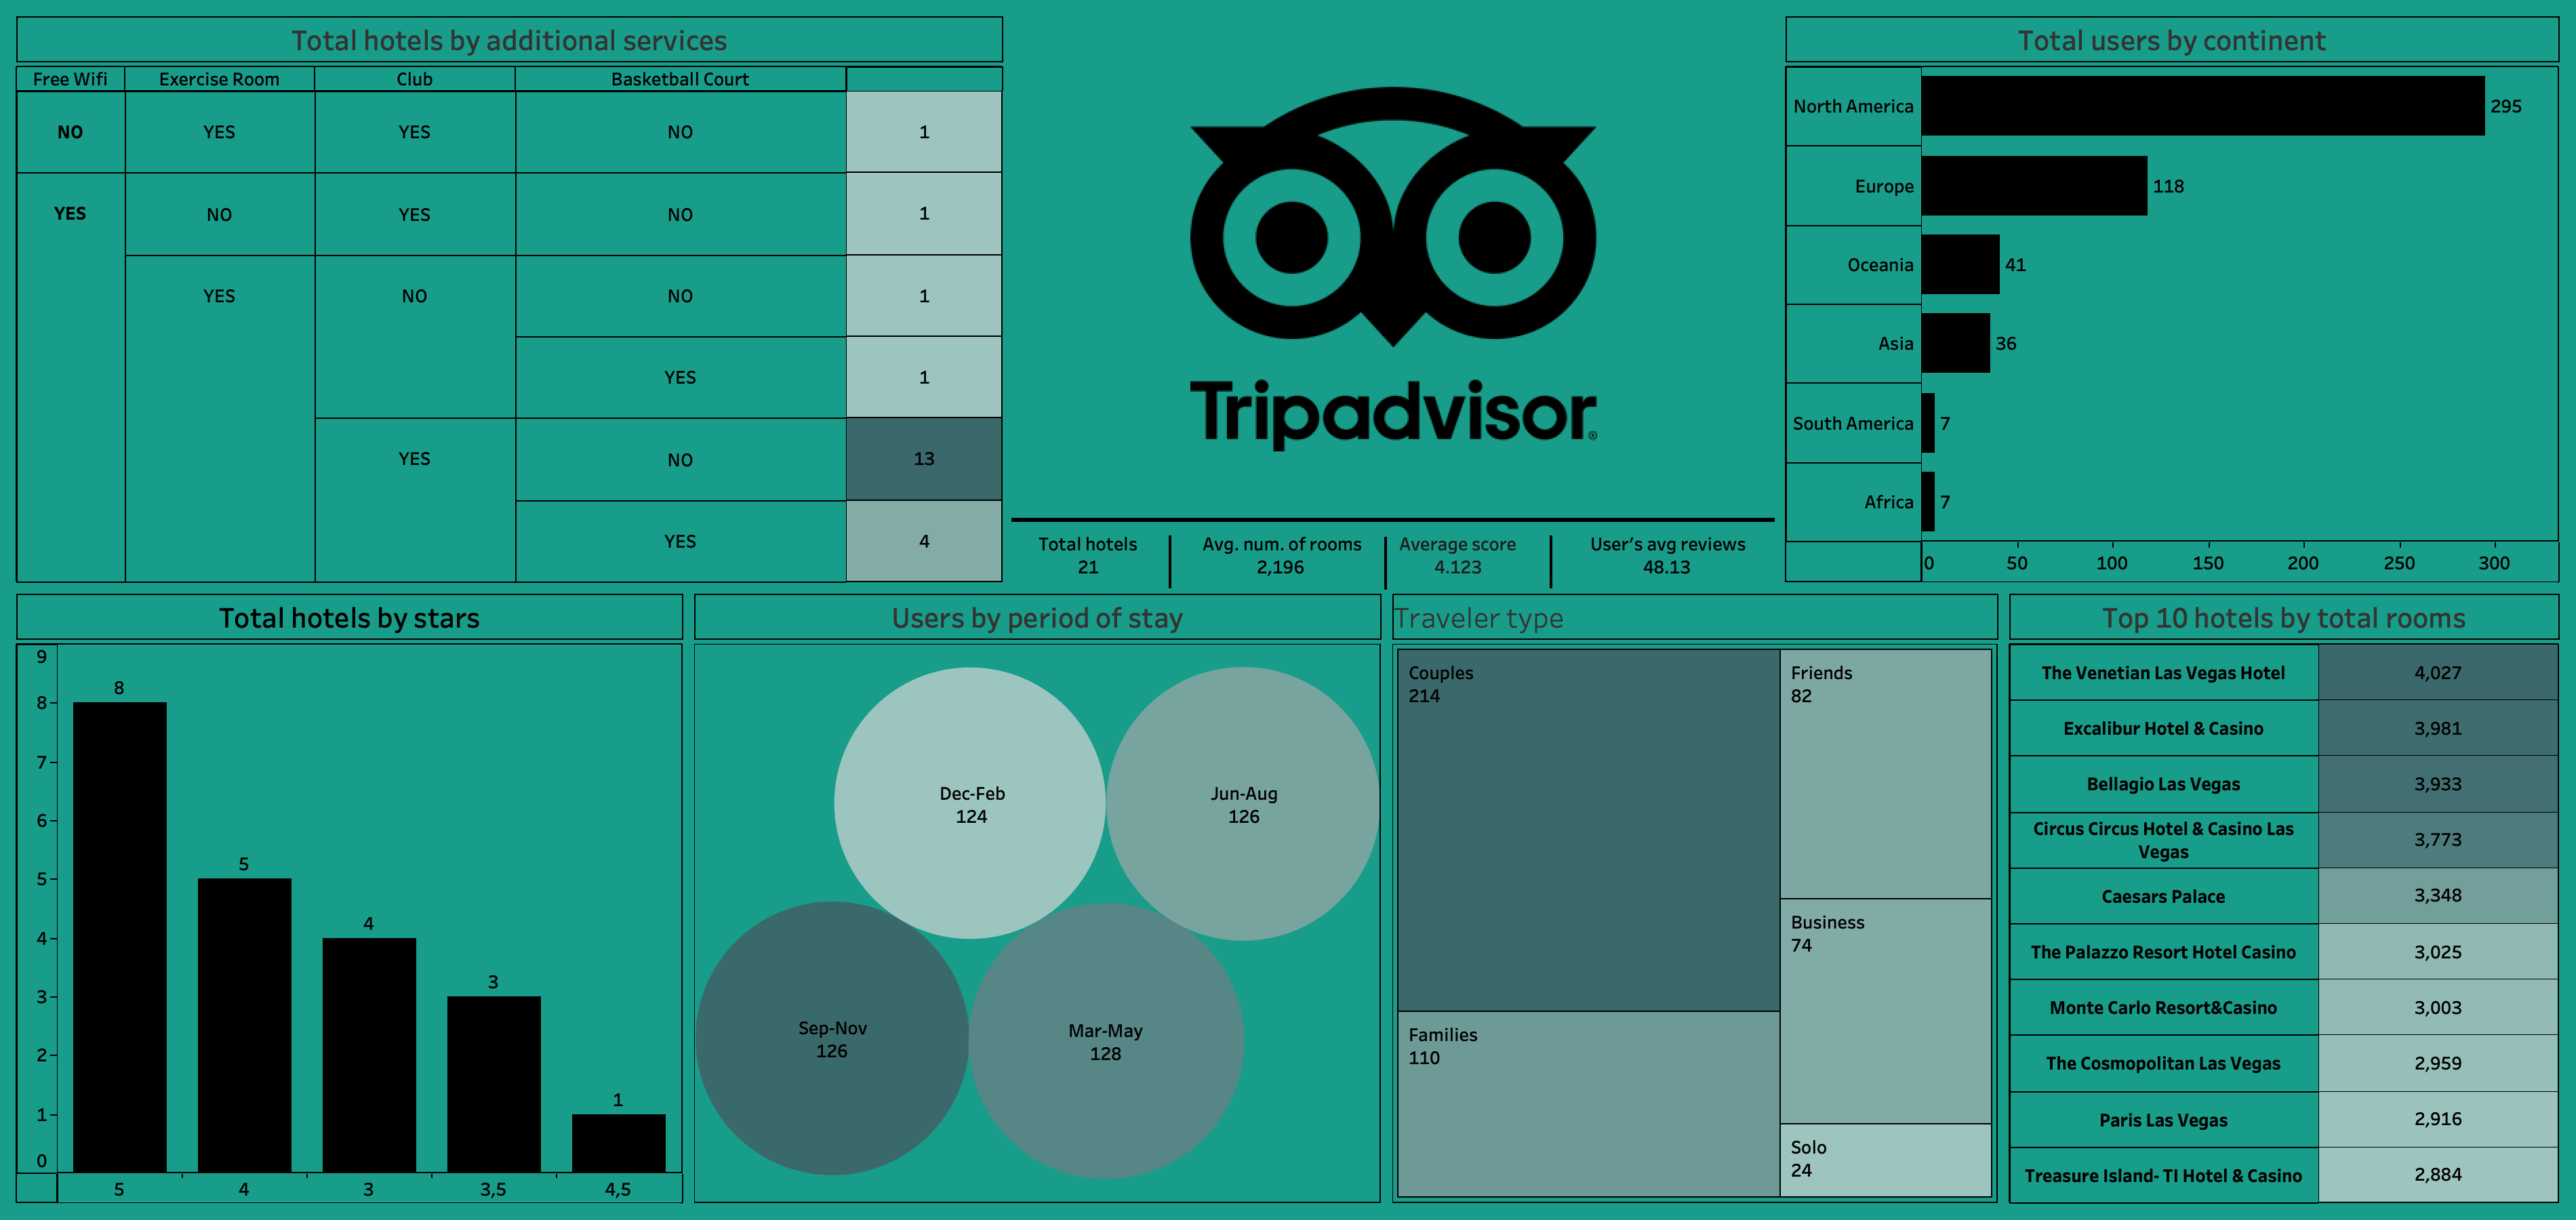 Total hotels by additional services
Free Wifi Exercise Room Club Basketball Court
NO YES YES NO 1
YES NO YES NO 1
YES NO NO 1
YES 1
YES NO 13
YES 4
Tripadvisor®
Total hotels
21
Avg. num. of rooms
2,196
Average score
4.123
User's avg reviews
48.13
Total users by continent
North America 295
Europe 118
Oceania 41
Asia 36
South America 7
Africa 7
0 50 100 150 200 250 300
Total hotels by stars
9
8
7
6
5
4
3
2
1
0
8
5
4
3
1
5 4 3 3,5 4,5
Users by period of stay
Dec-Feb
124
Jun-Aug
126
Sep-Nov
126
Mar-May
128
Traveler type
Couples
214
Families
110
Friends
82
Business
74
Solo
24
Top 10 hotels by total rooms
The Venetian Las Vegas Hotel 4,027
Excalibur Hotel & Casino 3,981
Bellagio Las Vegas 3,933
Circus Circus Hotel & Casino Las
Vegas 3,773
Caesars Palace 3,348
The Palazzo Resort Hotel Casino 3,025
Monte Carlo Resort&Casino 3,003
The Cosmopolitan Las Vegas 2,959
Paris Las Vegas 2,916
Treasure Island- TI Hotel & Casino 2,884